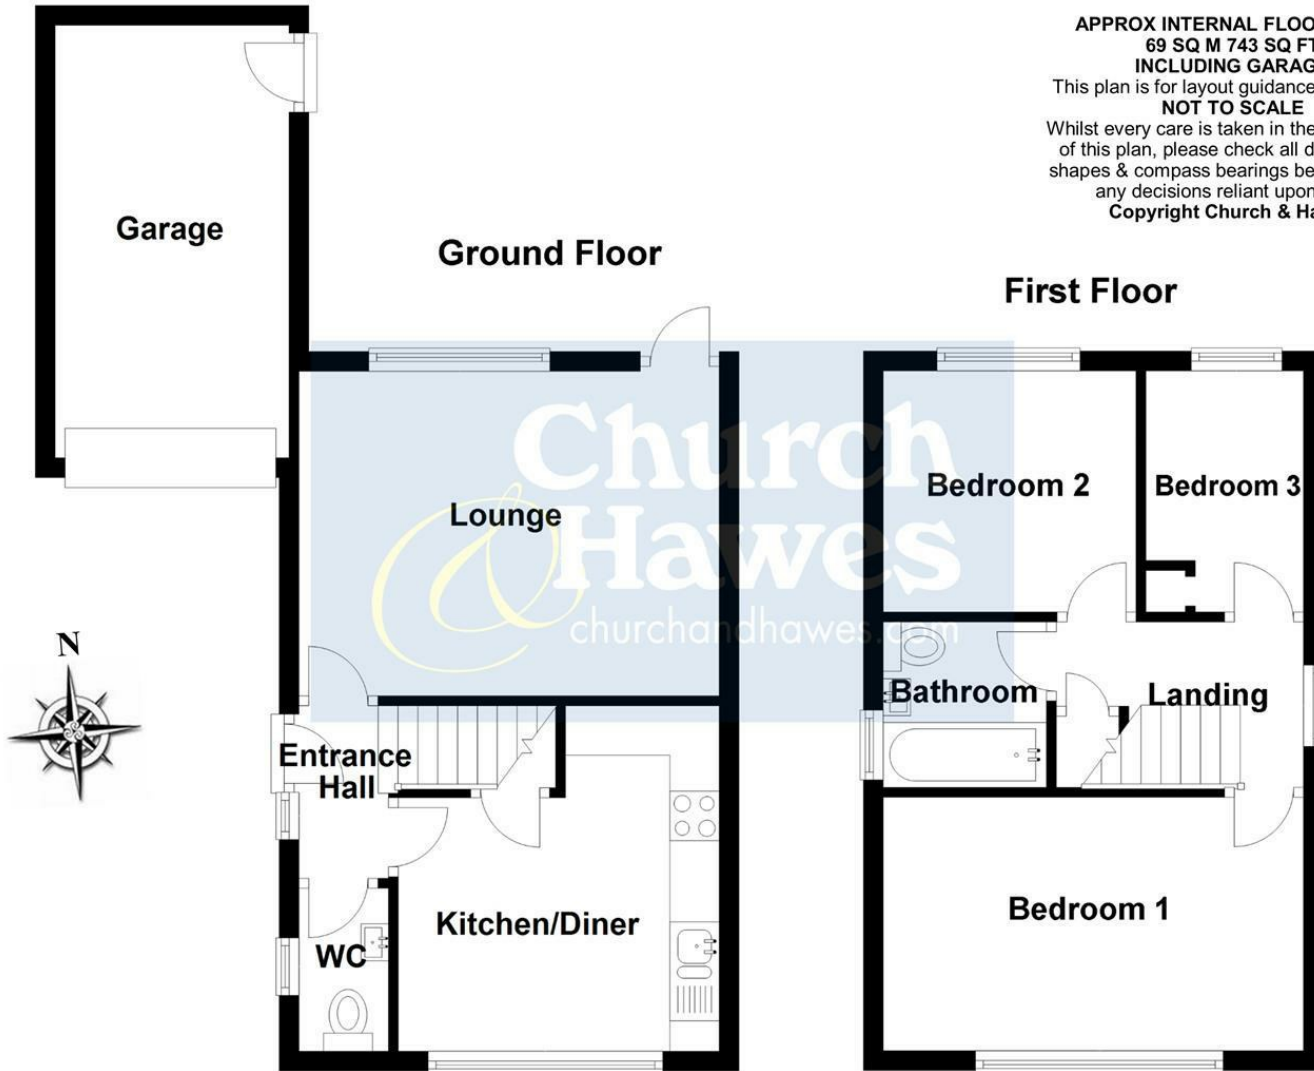 APPROX INTERNAL FLOO
69 SQ M 743 SQ FT
INCLUDING GARAG
This plan is for layout guidance
NOT TO SCALE
Whilst every care is taken in the
of this plan, please check all d
shapes & compass bearings be
any decisions reliant upon
Copyright Church & Ha
Garage
Ground Floor
First Floor
Church
& Hawes
churchandhawes.com
Lounge
Bedroom 2
Bedroom 3
N
Bathroom
Landing
Entrance
Hall
Kitchen/Diner
WC
Bedroom 1